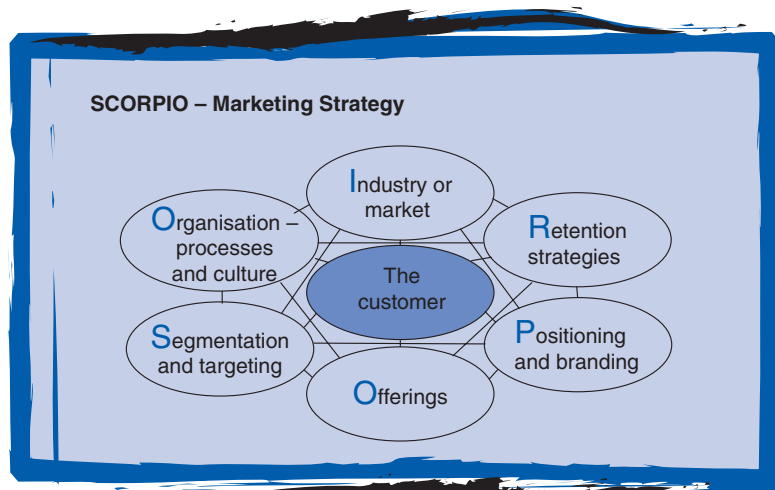 SCORPIO – Marketing Strategy
Industry or
market
Organisation –
processes
and culture
Retention
strategies
The
customer
Segmentation
and targeting
Positioning
and branding
Offerings